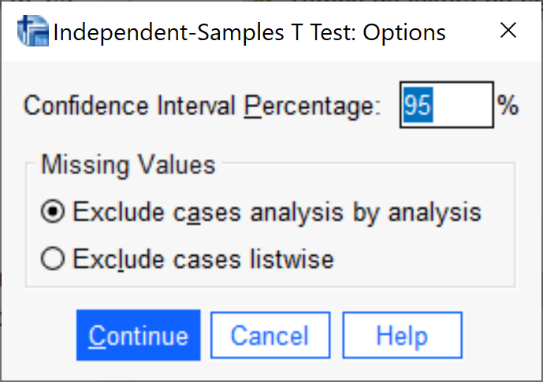 Independent-Samples T Test: Options
Confidence Interval Percentage: 95 %
Missing Values
Exclude cases analysis by analysis
Exclude cases listwise
Continue Cancel Help